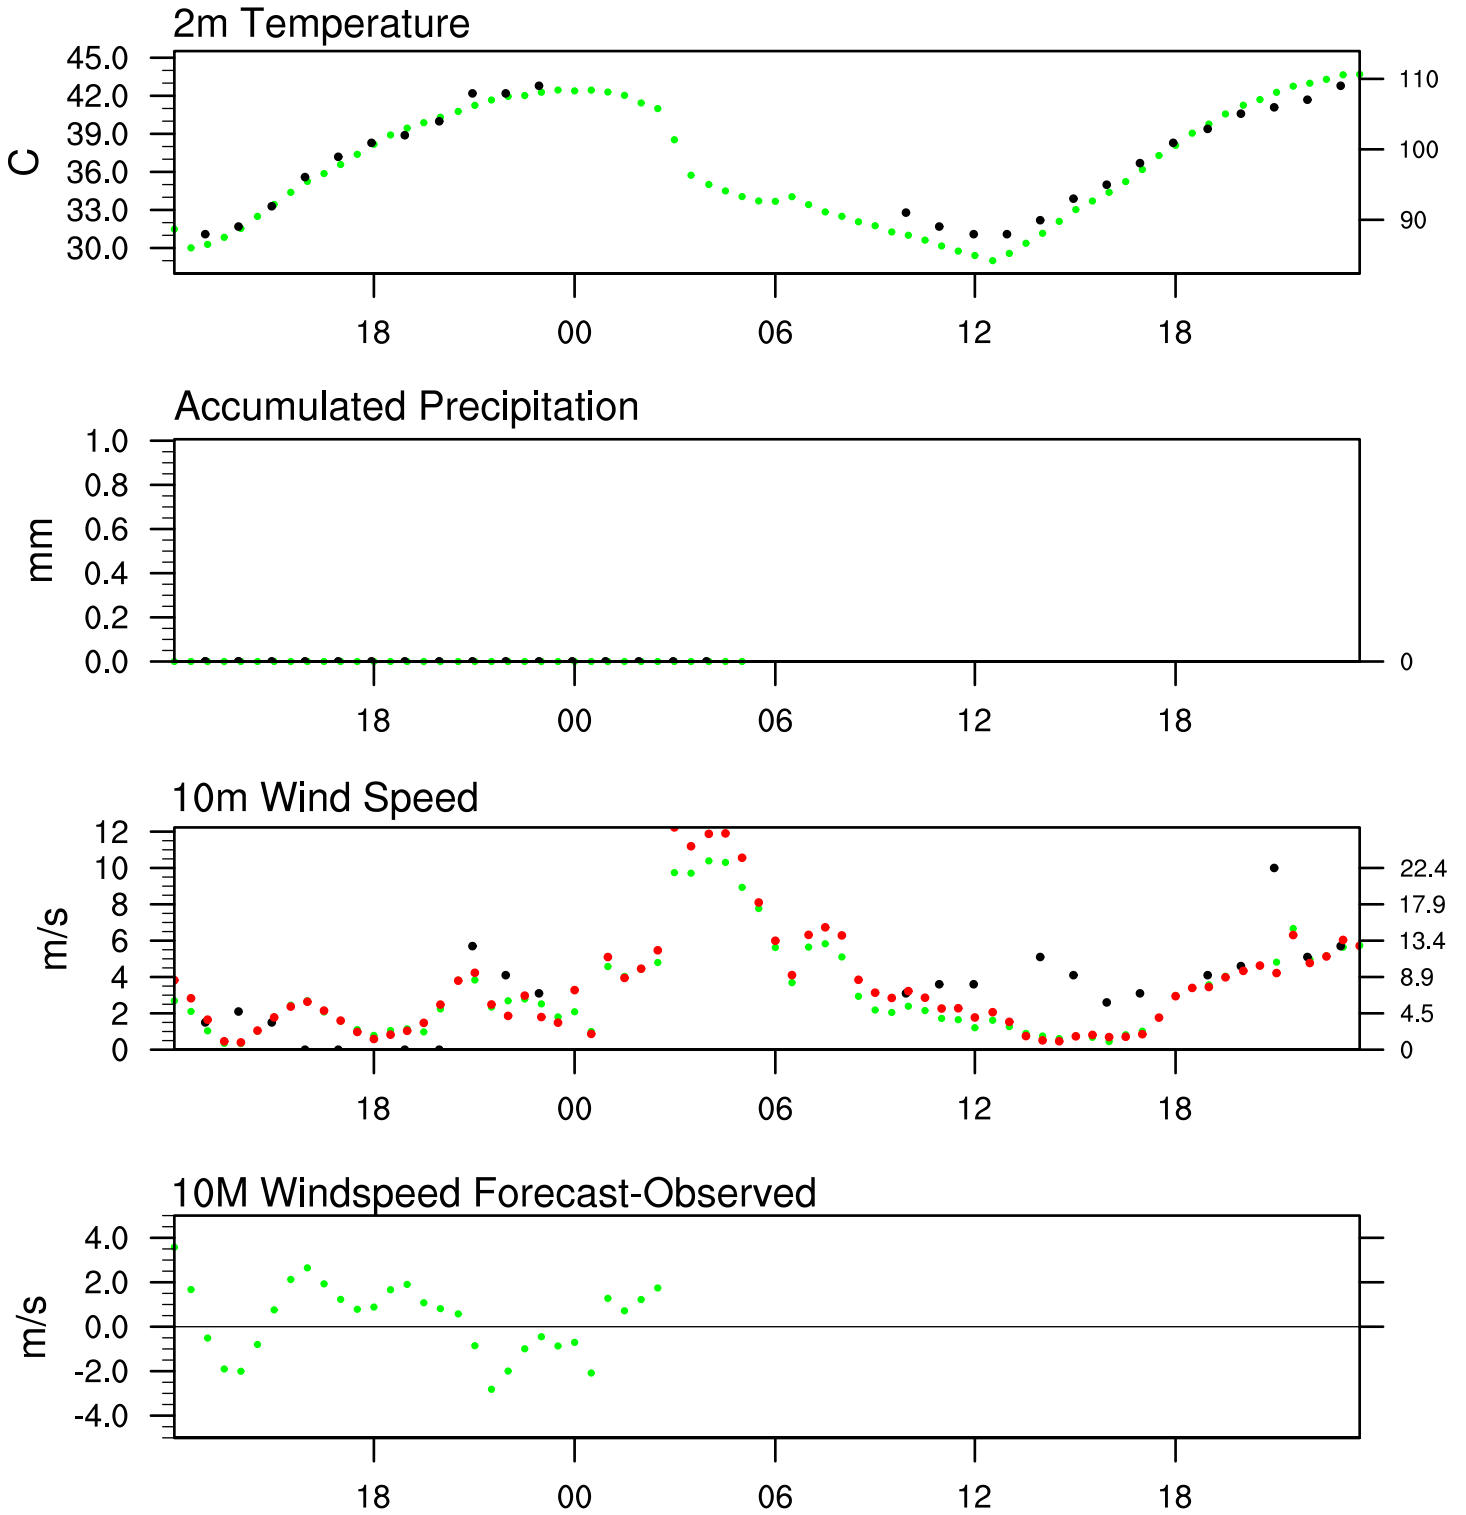 2m Temperature
45.0
42.0
39.0
36.0
33.0
30.0
C
110
100
90
18 00 06 12 18
Accumulated Precipitation
1.0
0.8
0.6
0.4
0.2
0.0
mm
0
18 00 06 12 18
10m Wind Speed
12
10
8
6
4
2
0
m/s
22.4
17.9
13.4
8.9
4.5
0
18 00 06 12 18
10M Windspeed Forecast-Observed
4.0
2.0
0.0
-2.0
-4.0
m/s
18 00 06 12 18